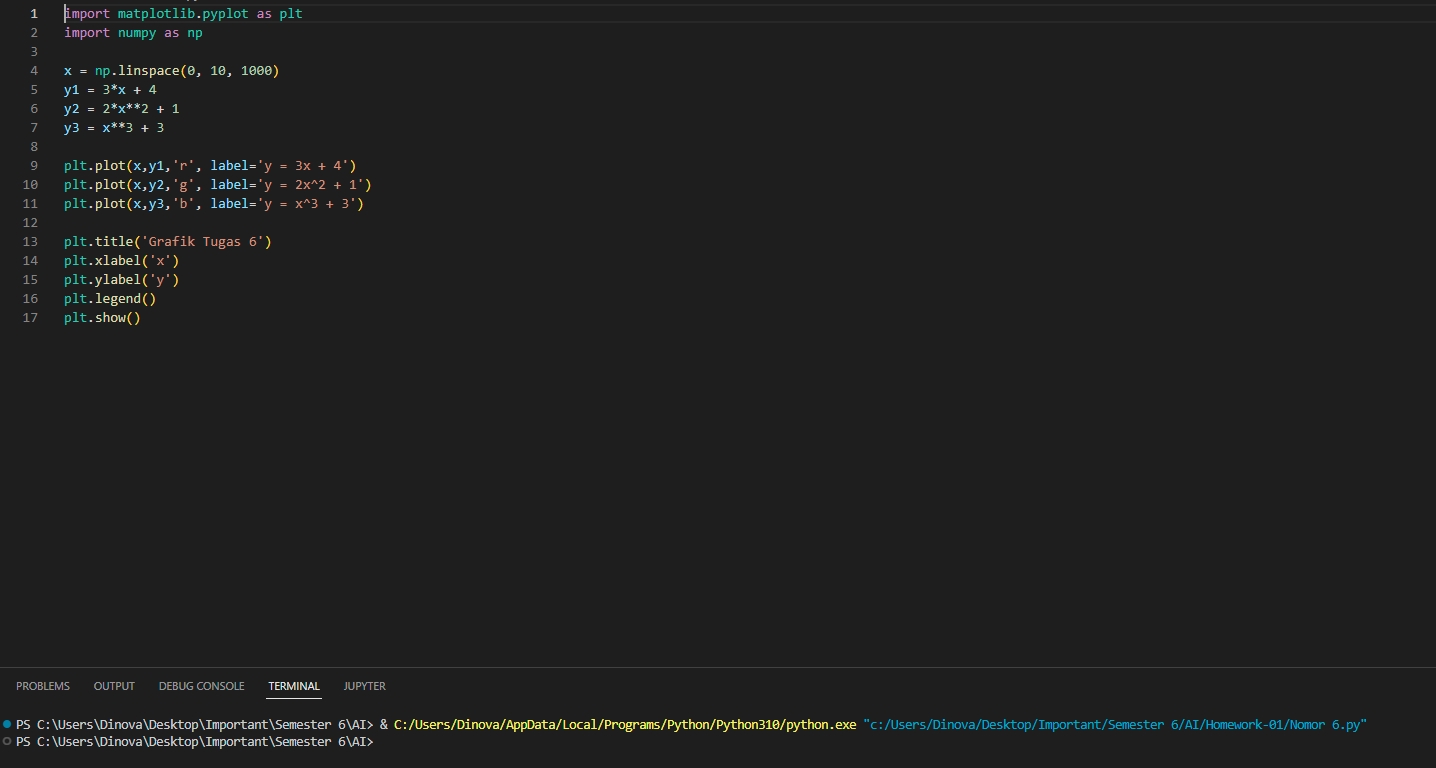 1 import matplotlib.pyplot as plt
2 import numpy as np
3
4 x = np.linspace(0, 10, 1000)
5 y1 = 3*x + 4
6 y2 = 2*x**2 + 1
7 y3 = x**3 + 3
8
9 plt.plot(x,y1,'r', label='y = 3x + 4')
10 plt.plot(x,y2,'g', label='y = 2x^2 + 1')
11 plt.plot(x,y3,'b', label='y = x^3 + 3')
12
13 plt.title('Grafik Tugas 6')
14 plt.xlabel('x')
15 plt.ylabel('y')
16 plt.legend()
17 plt.show()
PROBLEMS OUTPUT DEBUG CONSOLE TERMINAL JUPYTER
PS C:\Users\Dinova\Desktop\Important\Semester 6\AI> & C:/Users/Dinova/AppData/Local/Programs/Python/Python310/python.exe "c:/Users/Dinova/Desktop/Important/Semester 6/AI/Homework-01/Nomor 6.py"
PS C:\Users\Dinova\Desktop\Important\Semester 6\AI>